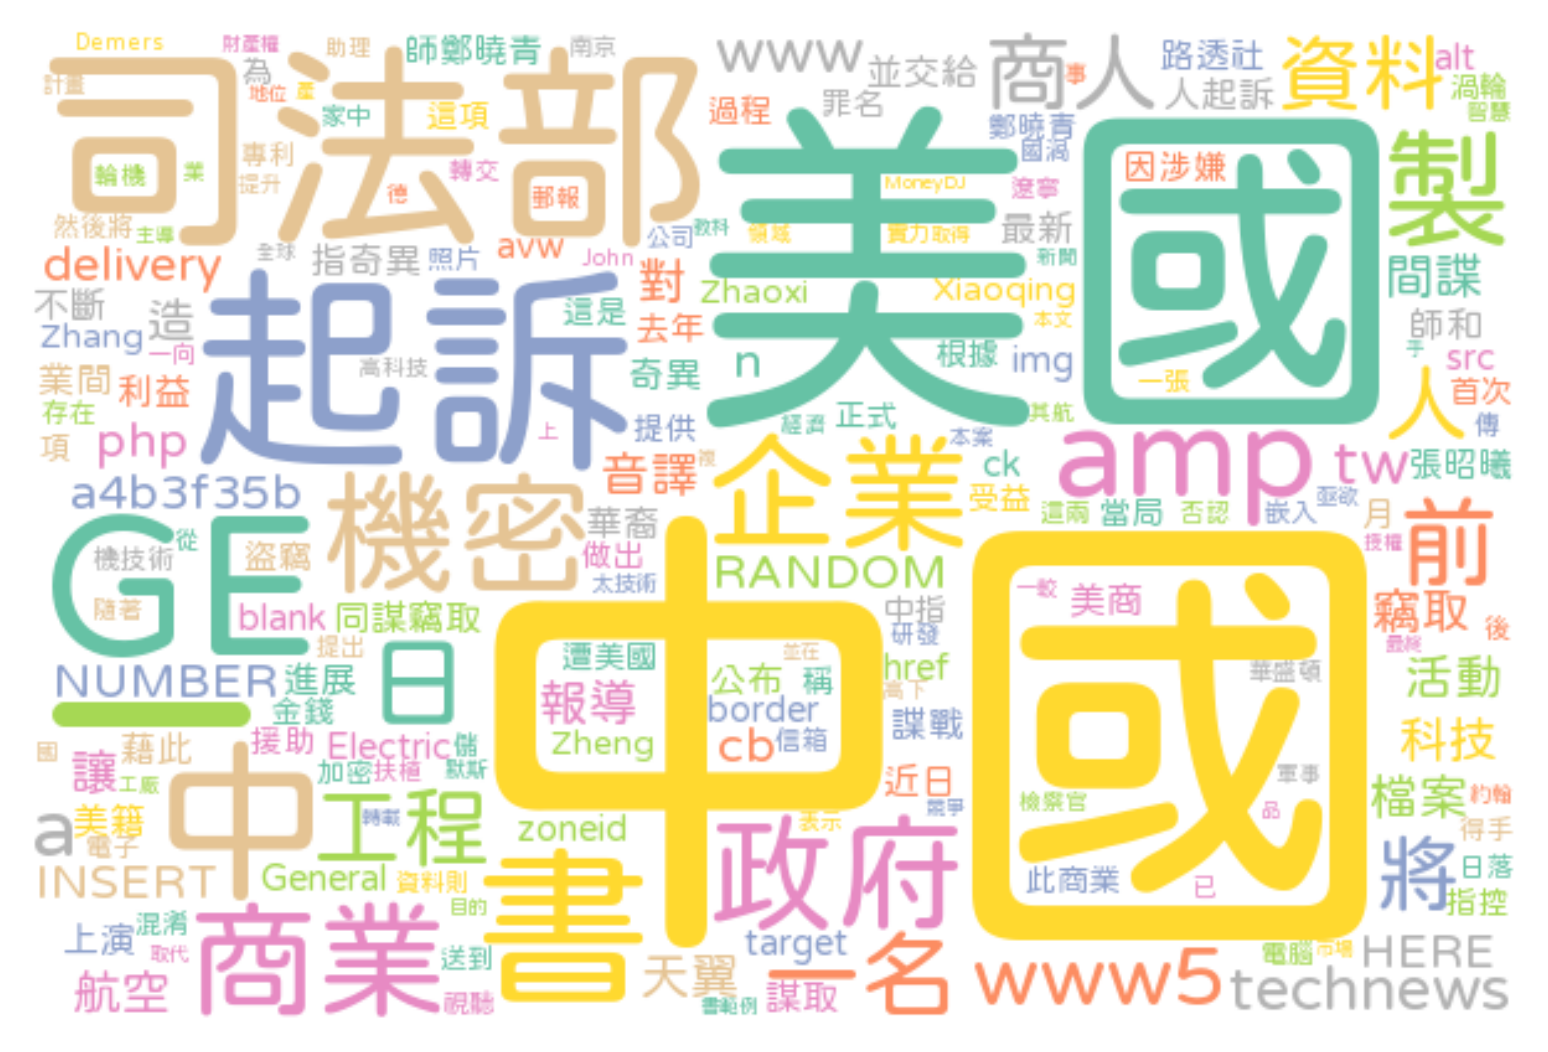 Demers
財產權
助理
師鄭曉青
南京
www
並交給
商人
事
路透社
資料
alt
計畫
司法部
為
地位
產
家中
這項
過程
罪名
人起訴
渦輪
智慧
鄭曉青
國渦
輪機
業
專利
提升
德
轉交
郵報
美國
MoneyDJ
因涉嫌
製
遼寧
然後將
主導
公司
教科
領域
實力
取得
最新
delivery
全球
指奇異
照片
avw
John
對
新聞
間諜
不斷
Zhang
造
一向
起訴
高科技
這是
去年
Zhaoxi
Xiaoqing
本文
師和
業間
利益
奇異
n
根據
img
一張
于
src
存在
項
php
上
提供
經濟
正式
其航
人
首次
傳
a4b3f35b
音譯
複
企業
本案
ck
amp
tw
張昭曦
受益
這兩
當局
否認
嵌入
亟欲
月
授權
前
GE
機技術
從
盜竊
機密
華裔
做出
太技術
RANDOM
隨著
blank
同謀竊取
中國
中指
一較
美商
竊取
後
最終
提出
研發
NUMBER
進展
日
遭美國
公布
並在
稱
href
高下
華盛頓
活動
一
金錢
報導
border
諜戰
國
讓
藉此
工廠
援助
Electric
儲
加密
扶植
默斯
Zheng
cb
信箱
近日
軍事
科技
檢察官
品
檔案
約翰
a
美籍
電子
中
轉載
工程
zoneid
表示
競爭
得手
INSERT
General
資料則
目的
書
政府
此商業
已
將
日落
指控
上演
混淆
取代
商業
送到
target
電腦
市場
HERE
航空
視聽
天翼
書範例
謀取
一名
www5
technews